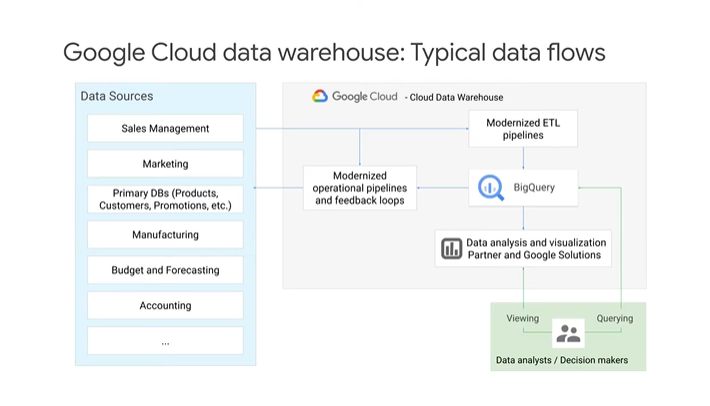 Google Cloud data warehouse: Typical data flows
Data Sources
Sales Management
Marketing
Primary DBs (Products,
Customers, Promotions, etc.)
Manufacturing
Budget and Forecasting
Accounting
...
Google Cloud - Cloud Data Warehouse
Modernized ETL
pipelines
Modernized
operational pipelines
and feedback loops
BigQuery
Data analysis and visualization
Partner and Google Solutions
Viewing
Querying
Data analysts / Decision makers